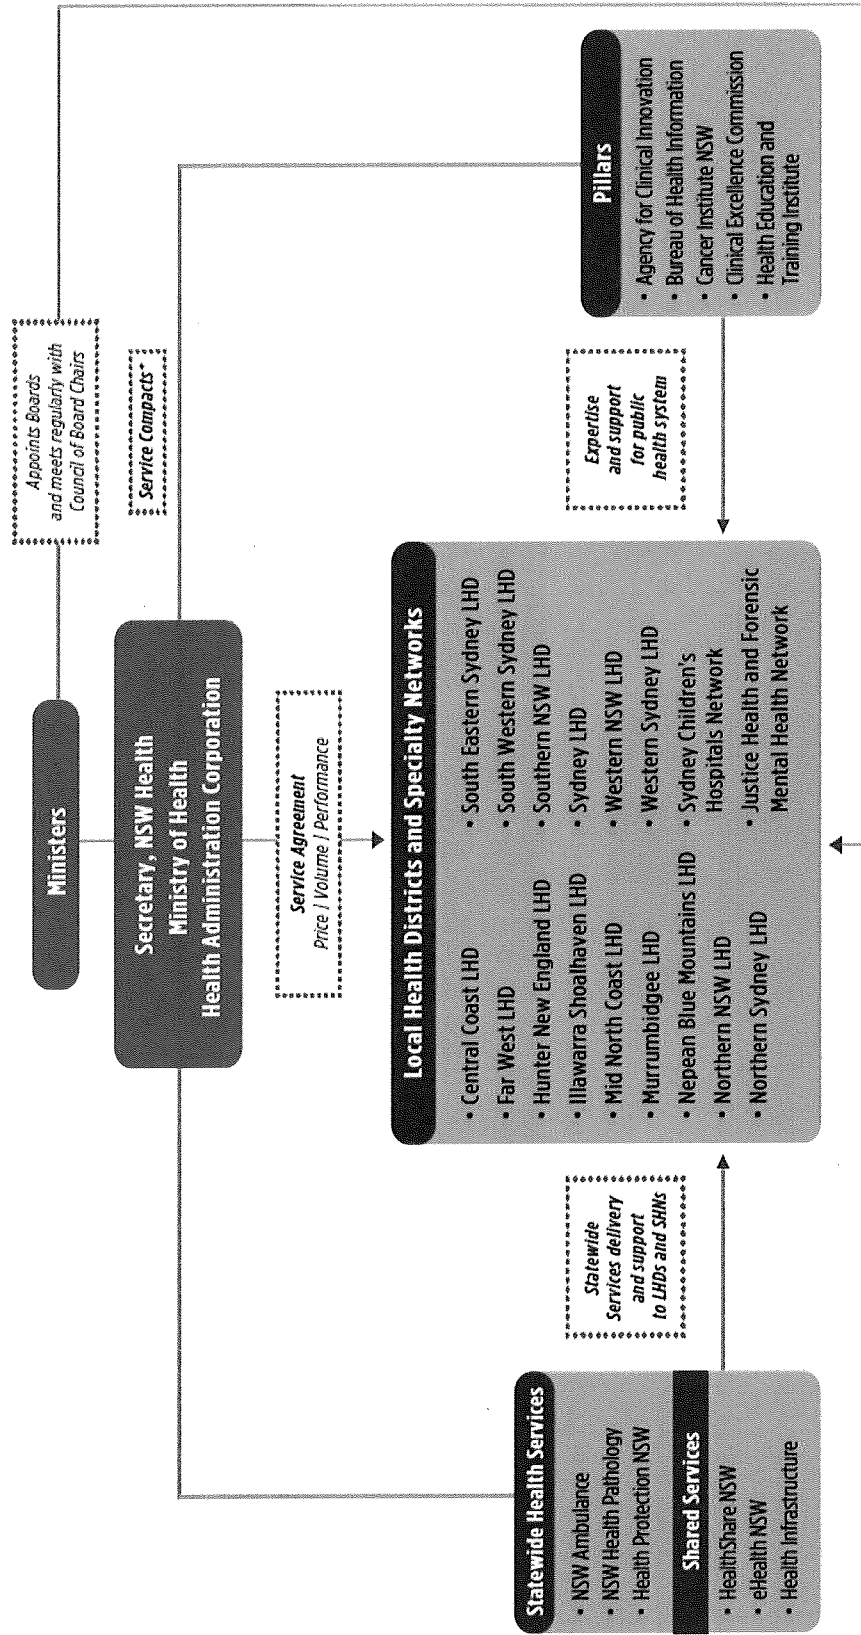 Ministers
Appoints Boards
and meets regularly with
Council of Board Chairs
Secretary, NSW Health
Ministry of Health
Health Administration Corporation
Service Compacts*
Service Agreement
Price | Volume | Performance
Statewide Health Services
• NSW Ambulance
• NSW Health Pathology
• Health Protection NSW
Shared Services
• HealthShare NSW
• eHealth NSW
• Health Infrastructure
Statewide
Services delivery
and support
to LHDs and SHNs
Local Health Districts and Specialty Networks
• Central Coast LHD
• Far West LHD
• Hunter New England LHD
• Illawarra Shoalhaven LHD
• Mid North Coast LHD
• Murrumbidgee LHD
• Nepean Blue Mountains LHD
• Northern NSW LHD
• Northern Sydney LHD
• South Eastern Sydney LHD
• South Western Sydney LHD
• Southern NSW LHD
• Sydney LHD
• Western NSW LHD
• Western Sydney LHD
• Sydney Children's
Hospitals Network
• Justice Health and Forensic
Mental Health Network
Expertise
and support
for public
health system
Pillars
• Agency for Clinical Innovation
• Bureau of Health Information
• Cancer Institute NSW
• Clinical Excellence Commission
• Health Education and
Training Institute